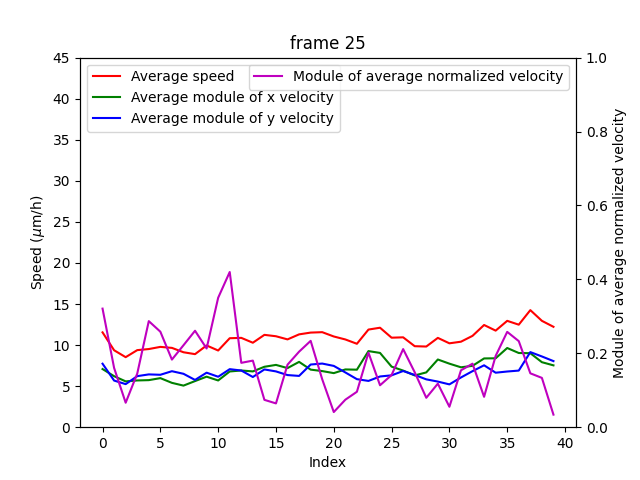 frame 25
Average speed
Average module of x velocity
Average module of y velocity
Module of average normalized velocity
Speed (μm/h)
45
40
35
30
25
20
15
10
5
0
1.0
0.8
0.6
0.4
0.2
0.0
Module of average normalized velocity
0 5 10 15 20 25 30 35 40
Index